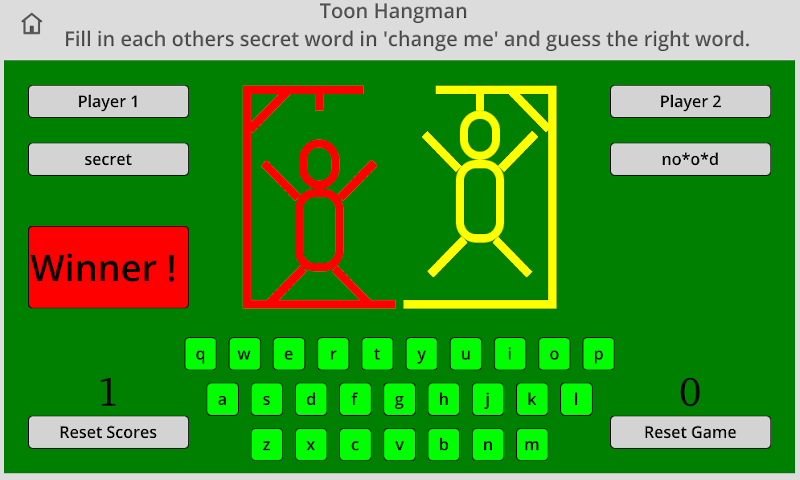 Toon Hangman
Fill in each others secret word in 'change me' and guess the right word.
Player 1
Player 2
secret
no*o*d
Winner !
q w e r t y u i o p
a s d f g h j k l
z x c v b n m
1
0
Reset Scores
Reset Game